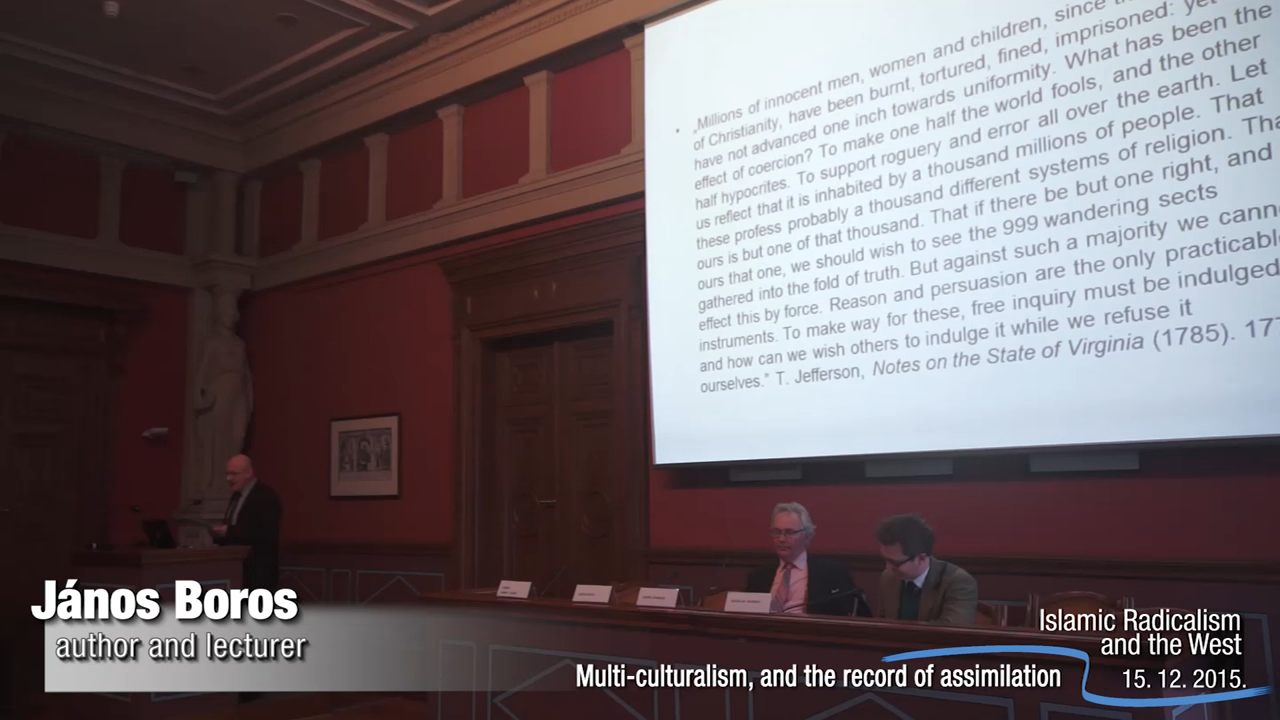 • „Millions of innocent men, women and children, since
of Christianity, have been burnt, tortured, fined, imprisoned: yet
have not advanced one inch towards uniformity. What has been the
effect of coercion? To make one half the world fools, and the other
half hypocrites. To support roguery and error all over the earth. Let
us reflect that it is inhabited by a thousand millions of people. That
these profess probably a thousand different systems of religion.
ours is but one of that thousand. That if there be but one right, and
ours that one, we should wish to see the 999 wandering sects
gathered into the fold of truth. But against such a majority we
effect this by force. Reason and persuasion are the only
instruments. To make way for these, free inquiry must be indulged
and how can we wish others to indulge it while we refuse it
ourselves.“ T. Jefferson, Notes on the State of Virginia (1785).
János Boros
author and lecturer
Islamic Radicalism
and the West
Multi-culturalism, and the record of assimilation
15. 12. 2015.